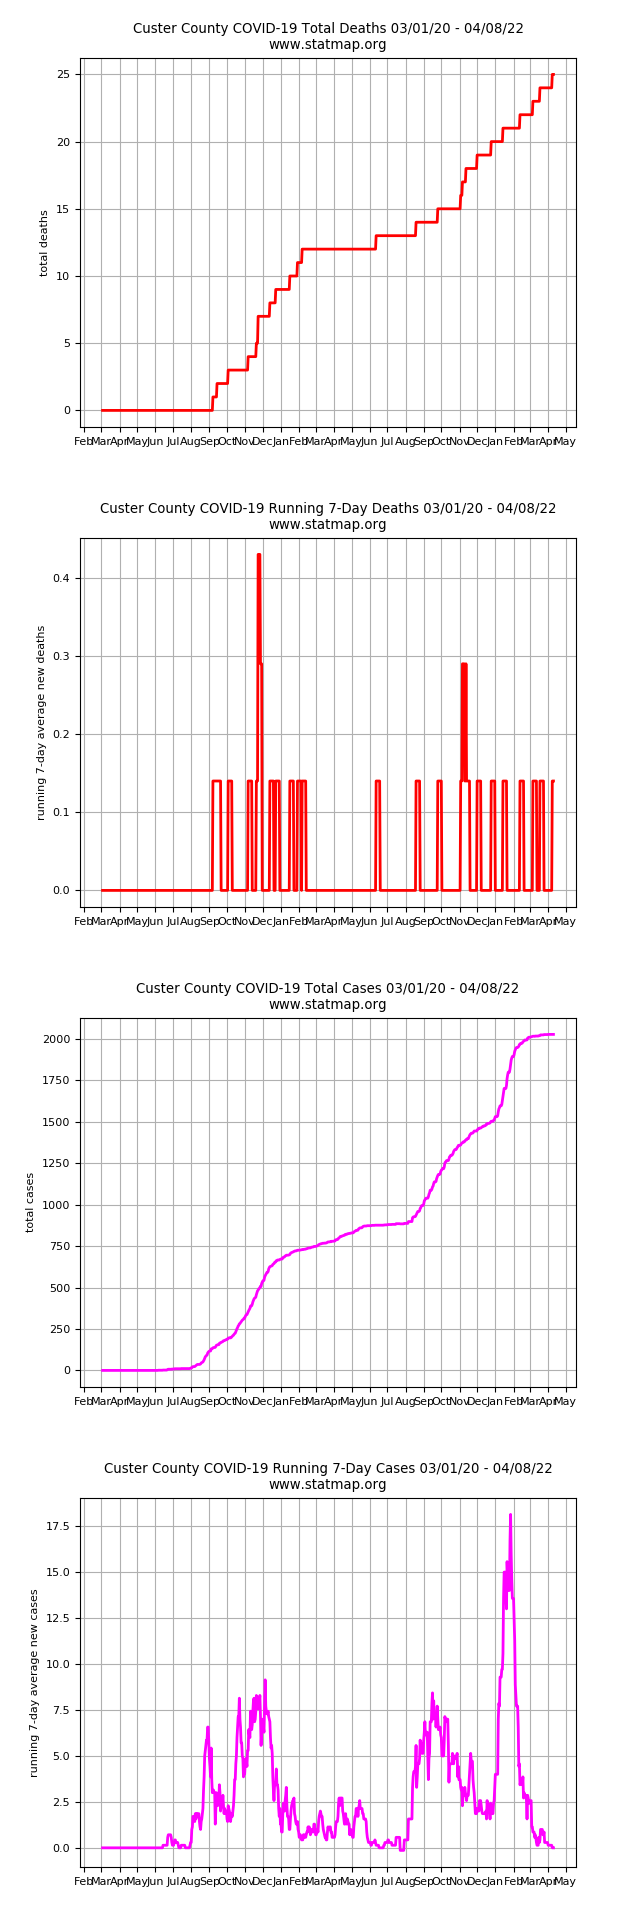 Custer County COVID-19 Total Deaths 03/01/20 - 04/08/22
www.statmap.org
25
20
15
10
5
0
total deaths
Feb Mar Apr May Jun Jul Aug Sep Oct Nov Dec Jan Feb Mar Apr May Jun Jul Aug Sep Oct Nov Dec Jan Feb Mar Apr May
Custer County COVID-19 Running 7-Day Deaths 03/01/20 - 04/08/22
www.statmap.org
0.4
0.3
0.2
0.1
0.0
running 7-day average new deaths
Feb Mar Apr May Jun Jul Aug Sep Oct Nov Dec Jan Feb Mar Apr May Jun Jul Aug Sep Oct Nov Dec Jan Feb Mar Apr May
Custer County COVID-19 Total Cases 03/01/20 - 04/08/22
www.statmap.org
2000
1750
1500
1250
1000
750
500
250
0
total cases
Feb Mar Apr May Jun Jul Aug Sep Oct Nov Dec Jan Feb Mar Apr May Jun Jul Aug Sep Oct Nov Dec Jan Feb Mar Apr May
Custer County COVID-19 Running 7-Day Cases 03/01/20 - 04/08/22
www.statmap.org
17.5
15.0
12.5
10.0
7.5
5.0
2.5
0.0
running 7-day average new cases
Feb Mar Apr May Jun Jul Aug Sep Oct Nov Dec Jan Feb Mar Apr May Jun Jul Aug Sep Oct Nov Dec Jan Feb Mar Apr May